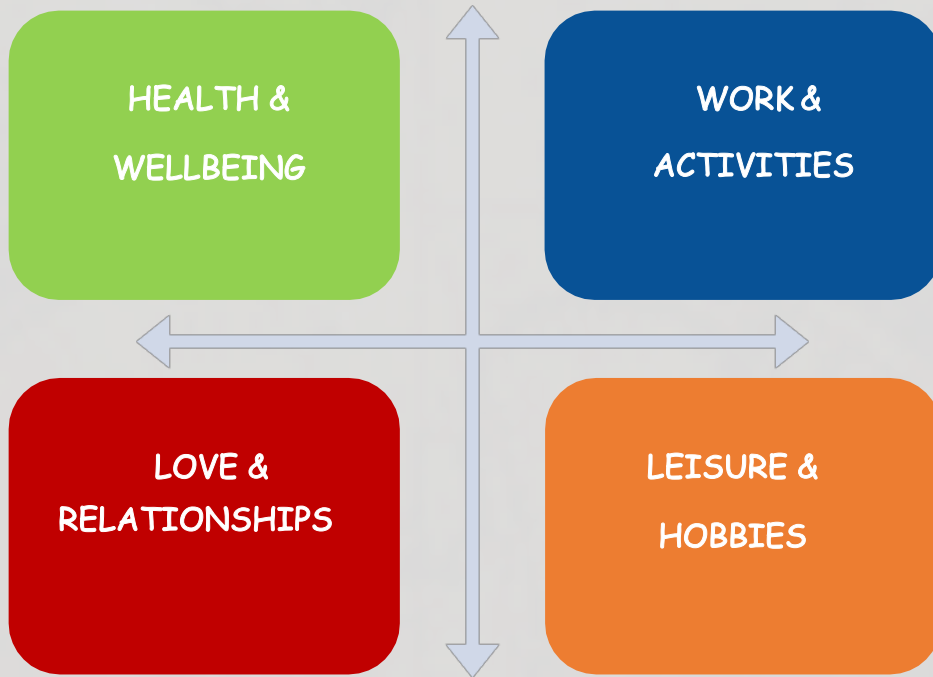 HEALTH &
WELLBEING
WORK &
ACTIVITIES
LOVE &
RELATIONSHIPS
LEISURE &
HOBBIES